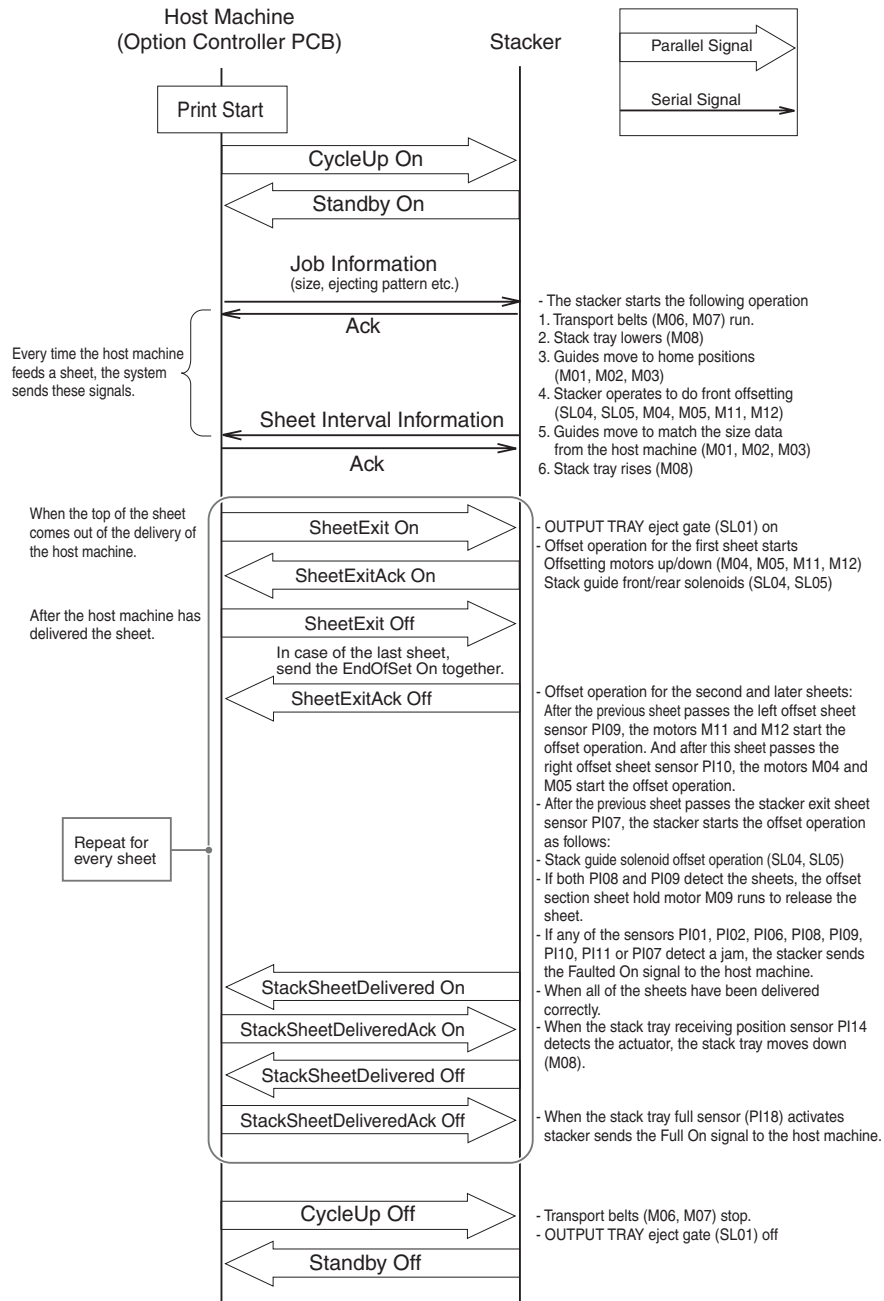 Host Machine
(Option Controller PCB)
Stacker
Parallel Signal
Serial Signal
Print Start
CycleUp On
Standby On
Job Information
(size, ejecting pattern etc.)
Ack
Every time the host machine
feeds a sheet, the system
sends these signals.
Sheet Interval Information
Ack
- The stacker starts the following operation
1. Transport belts (M06, M07) run.
2. Stack tray lowers (M08)
3. Guides move to home positions
(M01, M02, M03)
4. Stacker operates to do front offsetting
(SL04, SL05, M04, M05, M11, M12)
5. Guides move to match the size data
from the host machine (M01, M02, M03)
6. Stack tray rises (M08)
When the top of the sheet
comes out of the delivery of
the host machine.
SheetExit On
- OUTPUT TRAY eject gate (SL01) on
- Offset operation for the first sheet starts
Offsetting motors up/down (M04, M05, M11, M12)
Stack guide front/rear solenoids (SL04, SL05)
SheetExitAck On
After the host machine has
delivered the sheet.
SheetExit Off
In case of the last sheet,
send the EndOfSet On together.
SheetExitAck Off
- Offset operation for the second and later sheets:
After the previous sheet passes the left offset sheet
sensor PI09, the motors M11 and M12 start the
offset operation. And after this sheet passes the
right offset sheet sensor PI10, the motors M04 and
M05 start the offset operation.
- After the previous sheet passes the stacker exit sheet
sensor PI07, the stacker starts the offset operation
as follows:
- Stack guide solenoid offset operation (SL04, SL05)
- If both PI08 and PI09 detect the sheets, the offset
section sheet hold motor M09 runs to release the
sheet.
- If any of the sensors PI01, PI02, PI06, PI08, PI09,
PI10, PI11 or PI07 detect a jam, the stacker sends
the Faulted On signal to the host machine.
- When all of the sheets have been delivered
correctly.
- When the stack tray receiving position sensor PI14
detects the actuator, the stack tray moves down
(M08).
Repeat for
every sheet
StackSheetDelivered On
StackSheetDeliveredAck On
StackSheetDelivered Off
StackSheetDeliveredAck Off
- When the stack tray full sensor (PI18) activates
stacker sends the Full On signal to the host machine.
CycleUp Off
- Transport belts (M06, M07) stop.
- OUTPUT TRAY eject gate (SL01) off
Standby Off